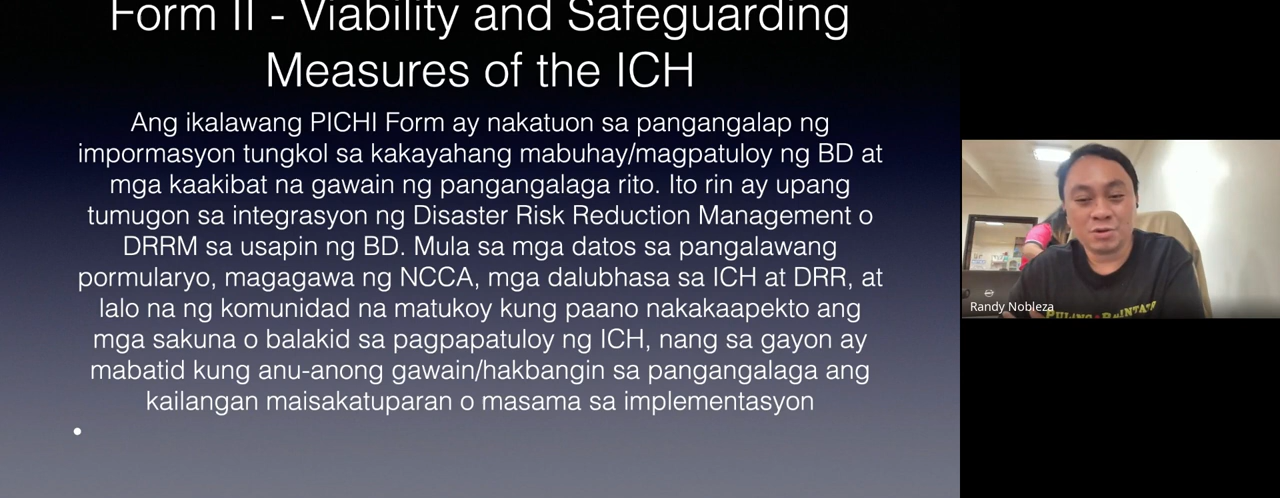 Form II - Viability and Safeguarding
Measures of the ICH
Ang ikalawang PICHI Form ay nakatuon sa pangangalap ng
impormasyon tungkol sa kakayahang mabuhay/magpatuloy ng BD at
mga kaakibat na gawain ng pangangalaga rito. Ito rin ay upang
tumugon sa integrasyon ng Disaster Risk Reduction Management o
DRRM sa usapin ng BD. Mula sa mga datos sa pangalawang
pormularyo, magagawa ng NCCA, mga dalubhasa sa ICH at DRR, at
lalo na ng komunidad na matukoy kung paano nakakaapekto ang
mga sakuna o balakid sa pagpapatuloy ng ICH, nang sa gayon ay
mabatid kung anu-anong gawain/hakbangin sa pangangalaga ang
kailangan maisakatuparan o masama sa implementasyon
Randy Nobleza